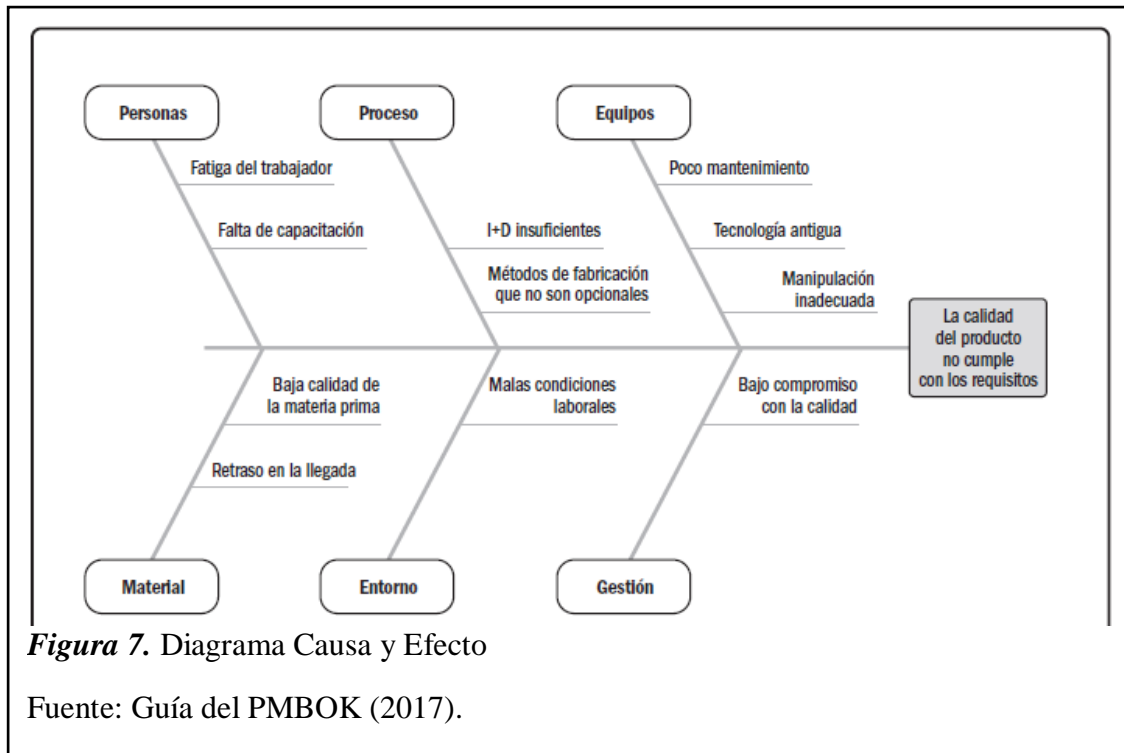 Personas
Proceso
Equipos
Fatiga del trabajador
Falta de capacitación
I+D insuficientes
Métodos de fabricación
que no son opcionales
Poco mantenimiento
Tecnología antigua
Manipulación
inadecuada
La calidad
del producto
no cumple
con los requisitos
Baja calidad de
la materia prima
Retraso en la llegada
Malas condiciones
laborales
Bajo compromiso
con la calidad
Material
Entorno
Gestión
Figura 7. Diagrama Causa y Efecto
Fuente: Guía del PMBOK (2017).